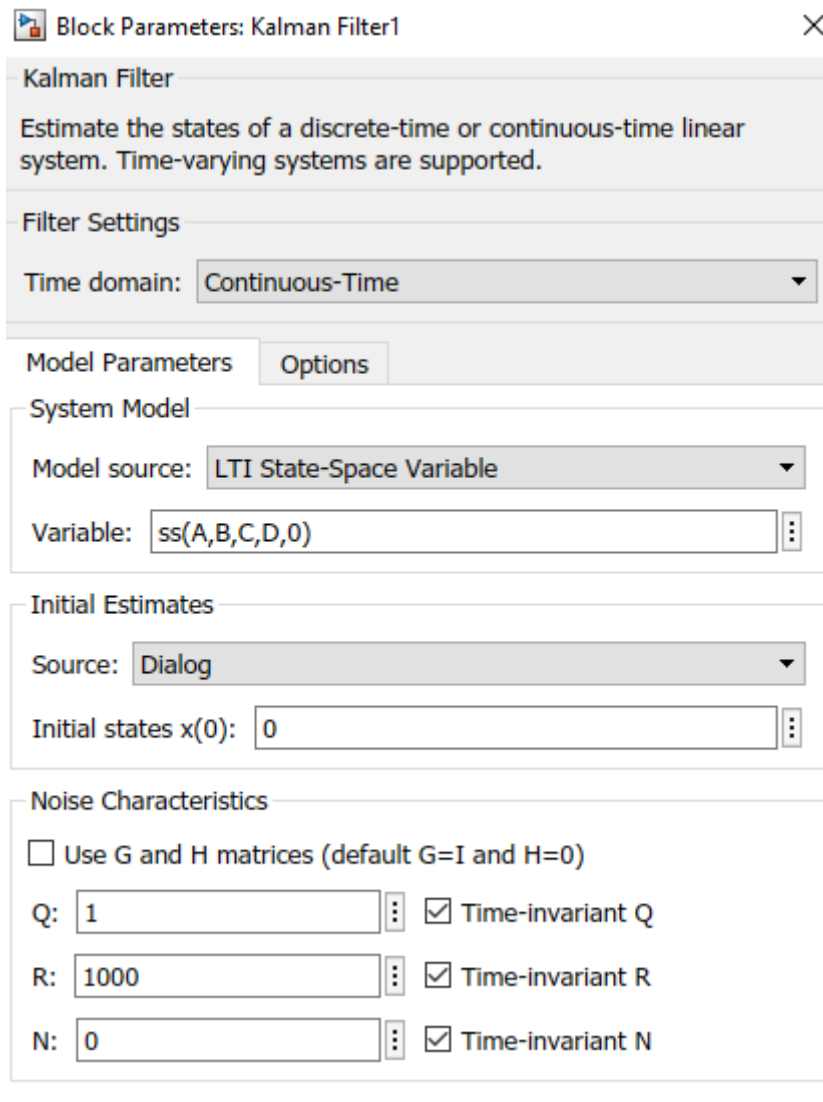 Block Parameters: Kalman Filter1
Kalman Filter
Estimate the states of a discrete-time or continuous-time linear
system. Time-varying systems are supported.
Filter Settings
Time domain: Continuous-Time
Model Parameters Options
System Model
Model source: LTI State-Space Variable
Variable: ss(A,B,C,D,0)
Initial Estimates
Source: Dialog
Initial states x(0): 0
Noise Characteristics
Use G and H matrices (default G=I and H=0)
Q: 1 Time-invariant Q
R: 1000 Time-invariant R
N: 0 Time-invariant N